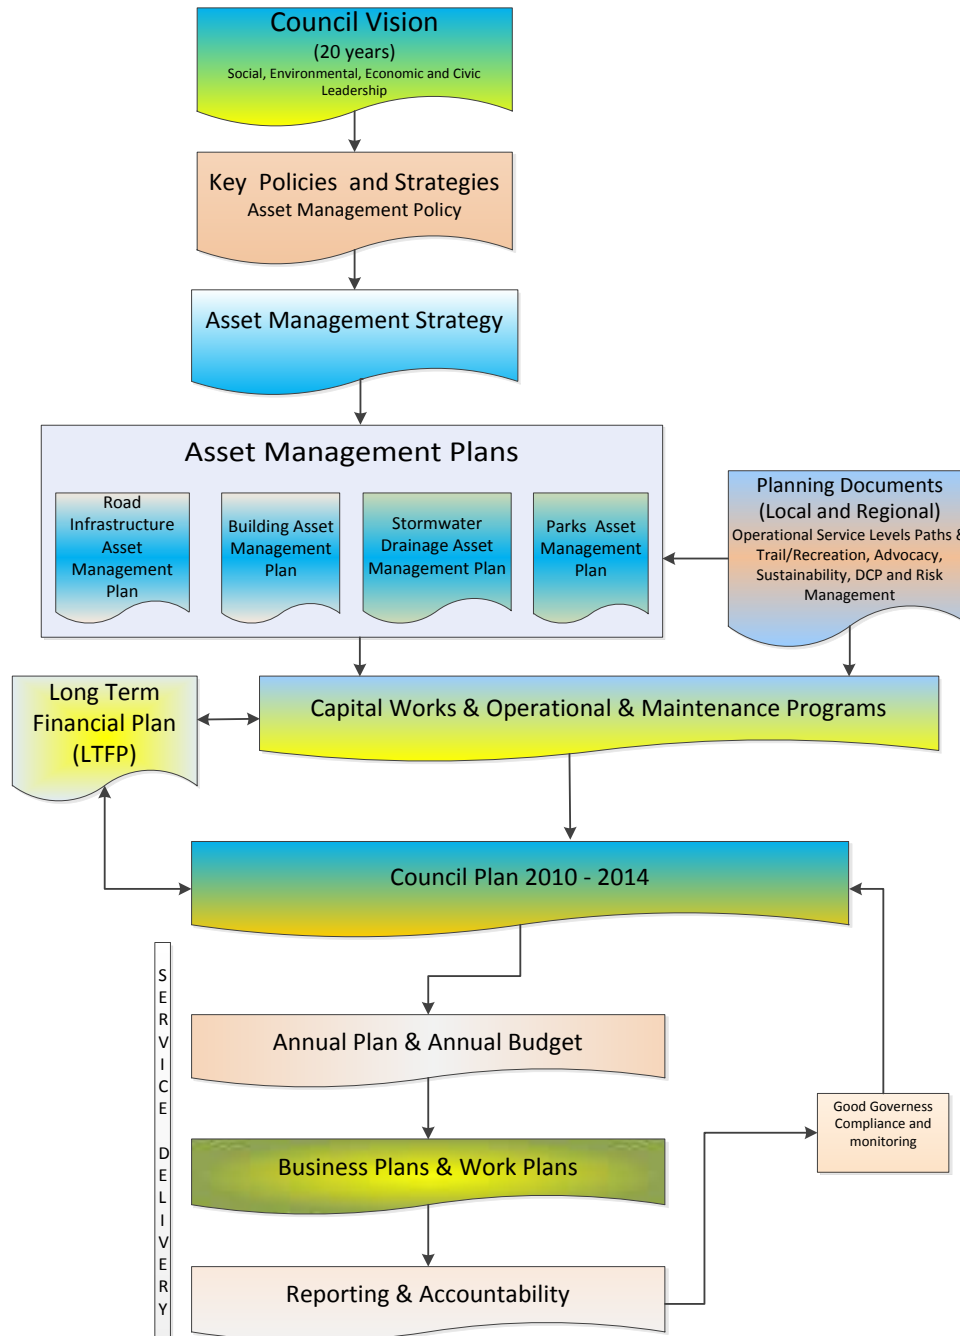 Council Vision
(20 years)
Social, Environmental, Economic and Civic
Leadership
Key Policies and Strategies
Asset Management Policy
Asset Management Strategy
Asset Management Plans
Road
Infrastructure
Asset
Management
Plan
Building Asset
Management
Plan
Stormwater
Drainage Asset
Management Plan
Parks Asset
Management
Plan
Planning Documents
(Local and Regional)
Operational Service Levels Paths &
Trail/Recreation, Advocacy,
Sustainability, DCP and Risk
Management
Long Term
Financial Plan
(LTFP)
Capital Works & Operational & Maintenance Programs
Council Plan 2010 - 2014
SERVICE DELIVERY
Annual Plan & Annual Budget
Business Plans & Work Plans
Good Governess
Compliance and
monitoring
Reporting & Accountability